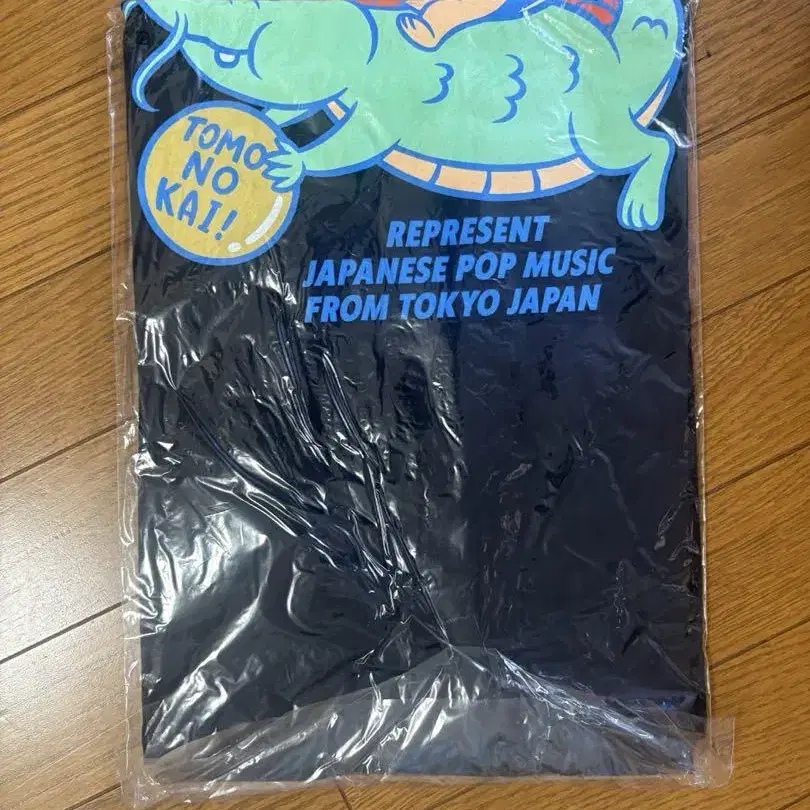 TOMO
NO
KAI!
REPRESENT
JAPANESE POP MUSIC
FROM TOKYO JAPAN